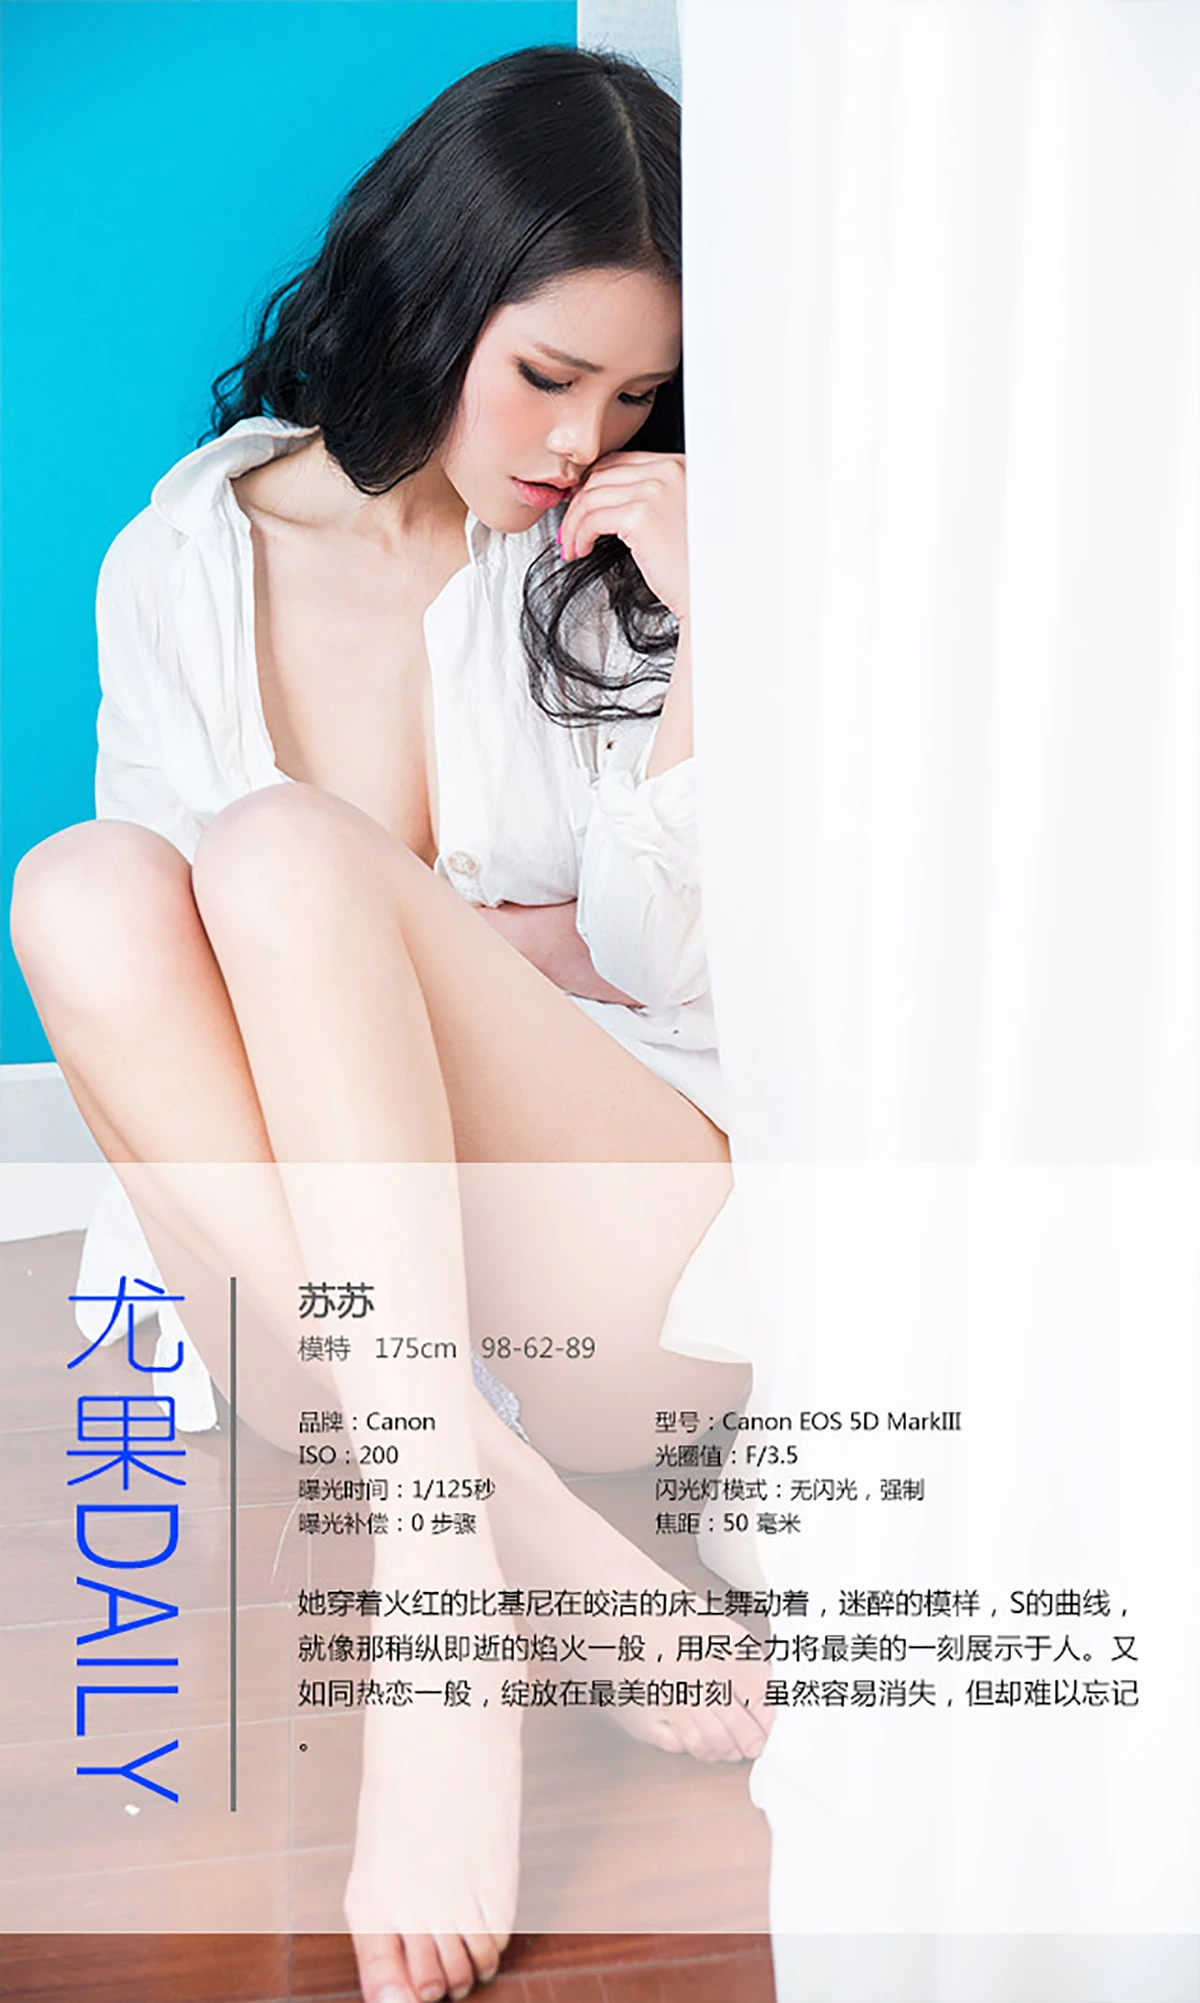 尤果DAILY
苏苏
模特 175cm 98-62-89
品牌：Canon 型号：Canon EOS 5D MarkIII
ISO：200 光圈值：F/3.5
曝光时间：1/125秒 闪光灯模式：无闪光，强制
曝光补偿：0 步骤 焦距：50 毫米
她穿着火红的比基尼在皎洁的床上舞动着，迷醉的模样，S的曲线，
就像那稍纵即逝的焰火一般，用尽全力将最美的一刻展示于人。又
如同热恋一般，绽放在最美的时刻，虽然容易消失，但却难以忘记
。